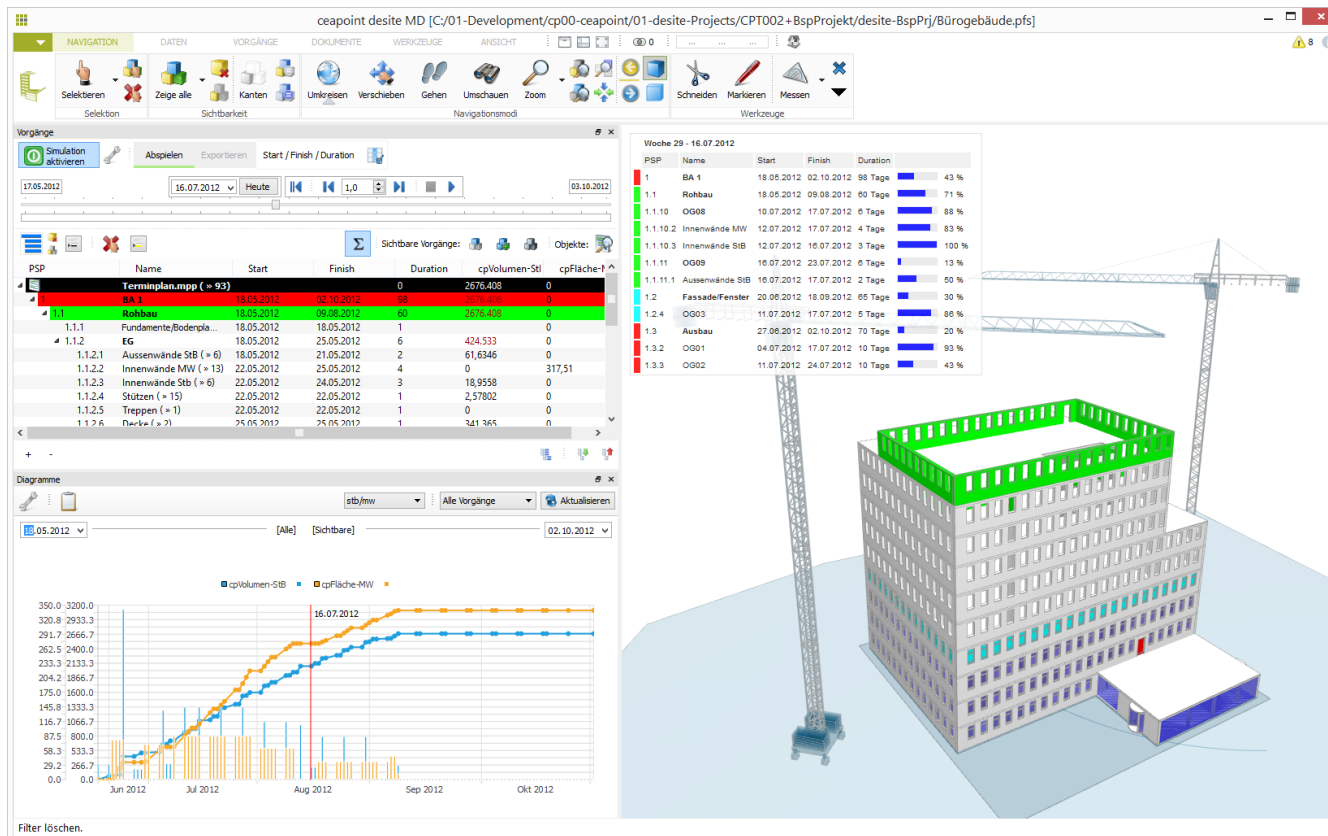 ceapoint desite MD [C:/01-Development/cp00-ceapoint/01-desite-Projects/CPT002+BspProjekt/desite-BspPrj/Bürogebäude.pfs]
NAVIGATION DATEN VORGÄNGE DOKUMENTE WERKZEUGE ANSICHT 0 ... ... ... 8
Selektieren Zeige alle Kanten Umkreisen Verschieben Gehen Umschauen Zoom Schneiden Markieren Messen
Selektion Sichtbarkeit Navigationsmodi Werkzeuge
Vorgänge
Simulation aktivieren Abspielen Exportieren Start / Finish / Duration
17.05.2012 16.07.2012 Heute 1,0 03.10.2012
Σ Sichtbare Vorgänge: Objekte:
PSP Name Start Finish Duration cpVolumen-StI cpFläche-M
Terminplan.mpp ( » 93) 0 2676.408 0
1 BA 1 18.05.2012 02.10.2012 98 2676.408 0
1.1 Rohbau 18.05.2012 09.08.2012 60 2676.408 0
1.1.1 Fundamente/Bodenpla... 18.05.2012 18.05.2012 1 0
1.1.2 EG 18.05.2012 25.05.2012 6 424.533 0
1.1.2.1 Aussenwände StB ( » 6) 18.05.2012 21.05.2012 2 61,6346 0
1.1.2.2 Innenwände MW ( » 13) 22.05.2012 25.05.2012 4 0 317,51
1.1.2.3 Innenwände Stb ( » 6) 22.05.2012 24.05.2012 3 18,9558 0
1.1.2.4 Stützen ( » 15) 22.05.2012 22.05.2012 1 2,57802 0
1.1.2.5 Treppen ( » 1) 22.05.2012 22.05.2012 1 0 0
1.1.2.6 Decke ( » 2) 25.05.2012 25.05.2012 1 341,365 0
+ -
Diagramme
stb/mw Alle Vorgänge Aktualisieren
18.05.2012 [Alle] [Sichtbare] 02.10.2012
cpVolumen-StB cpFläche-MW
16.07.2012
350.0 3200.0
320.8 2933.3
291.7 2666.7
262.5 2400.0
233.3 2133.3
204.2 1866.7
175.0 1600.0
145.8 1333.3
116.7 1066.7
87.5 800.0
58.3 533.3
29.2 266.7
0.0 0.0
Jun 2012 Jul 2012 Aug 2012 Sep 2012 Okt 2012
Filter löschen.
Woche 29 - 16.07.2012
PSP Name Start Finish Duration
1 BA 1 18.05.2012 02.10.2012 98 Tage 43 %
1.1 Rohbau 18.05.2012 09.08.2012 60 Tage 71 %
1.1.10 OG08 10.07.2012 17.07.2012 6 Tage 88 %
1.1.10.2 Innenwände MW 12.07.2012 17.07.2012 4 Tage 83 %
1.1.10.3 Innenwände StB 12.07.2012 16.07.2012 3 Tage 100 %
1.1.11 OG09 16.07.2012 23.07.2012 6 Tage 13 %
1.1.11.1 Aussenwände StB 16.07.2012 17.07.2012 2 Tage 50 %
1.2 Fassade/Fenster 20.06.2012 18.09.2012 65 Tage 30 %
1.2.4 OG03 11.07.2012 17.07.2012 5 Tage 86 %
1.3 Ausbau 27.06.2012 02.10.2012 70 Tage 20 %
1.3.2 OG01 04.07.2012 17.07.2012 10 Tage 93 %
1.3.3 OG02 11.07.2012 24.07.2012 10 Tage 43 %